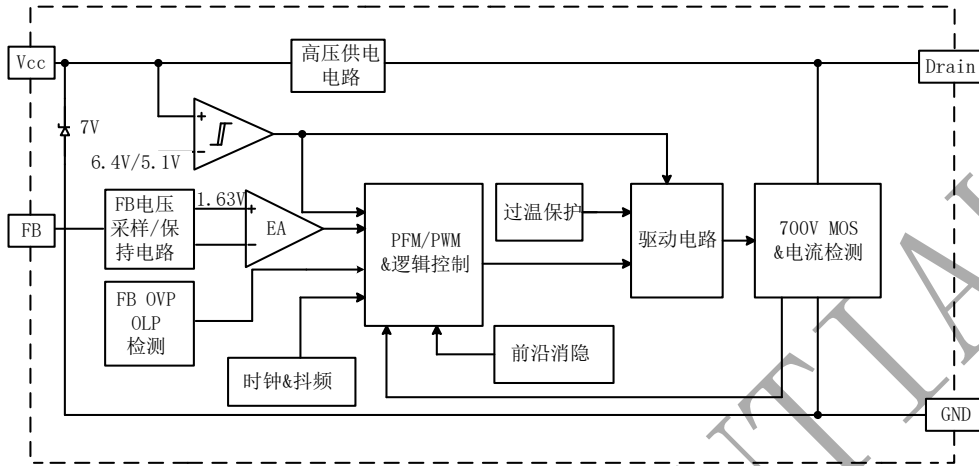 Vcc
高压供电
电路
Drain
7V
+
-
6.4V/5.1V
FB
FB电压
采样/保
持电路
1.63V
+
-
EA
PFM/PWM
&逻辑控制
过温保护
驱动电路
700V MOS
&电流检测
FB OVP
OLP
检测
时钟&抖频
前沿消隐
GND